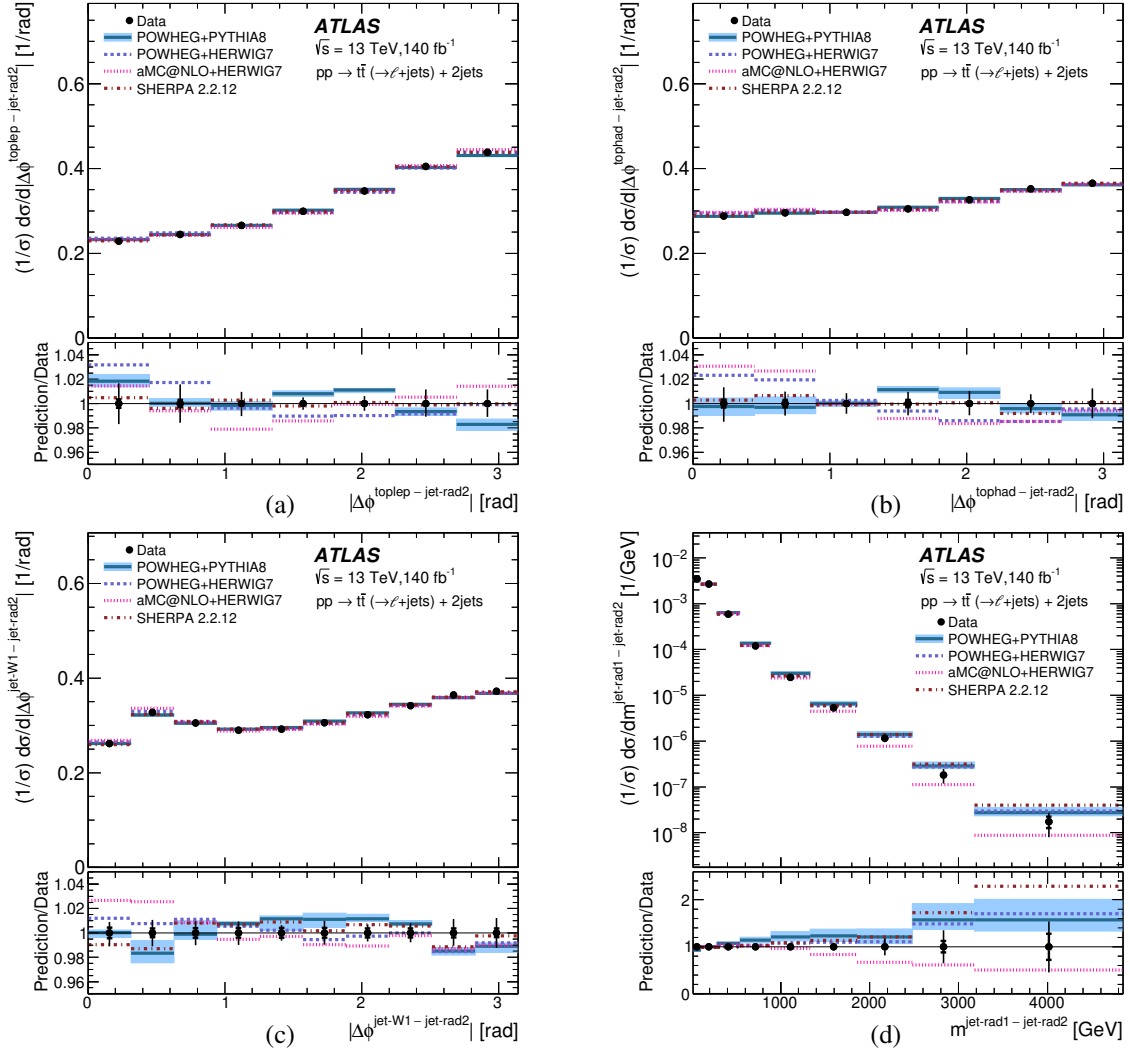 (1/σ) dσ/d|Δϕ^toplep – jet-rad2| [1/rad]
Data
POWHEG+PYTHIA8
POWHEG+HERWIG7
aMC@NLO+HERWIG7
SHERPA 2.2.12
ATLAS
√s = 13 TeV,140 fb⁻¹
pp → tt̄ (→ℓ+jets) + 2jets
0.6
0.4
0.2
0
Prediction/Data
1.04
1.02
1
0.98
0.96
0 1 2 3
|Δϕ^toplep – jet-rad2| [rad]
(a)
(1/σ) dσ/d|Δϕ^tophad – jet-rad2| [1/rad]
Data
POWHEG+PYTHIA8
POWHEG+HERWIG7
aMC@NLO+HERWIG7
SHERPA 2.2.12
ATLAS
√s = 13 TeV,140 fb⁻¹
pp → tt̄ (→ℓ+jets) + 2jets
0.6
0.4
0.2
0
Prediction/Data
1.04
1.02
1
0.98
0.96
0 1 2 3
|Δϕ^tophad – jet-rad2| [rad]
(b)
(1/σ) dσ/d|Δϕ^jet-W1 – jet-rad2| [1/rad]
Data
POWHEG+PYTHIA8
POWHEG+HERWIG7
aMC@NLO+HERWIG7
SHERPA 2.2.12
ATLAS
√s = 13 TeV,140 fb⁻¹
pp → tt̄ (→ℓ+jets) + 2jets
0.6
0.4
0.2
0
Prediction/Data
1.04
1.02
1
0.98
0.96
0 1 2 3
|Δϕ^jet-W1 – jet-rad2| [rad]
(c)
(1/σ) dσ/dm^jet-rad1 – jet-rad2 [1/GeV]
ATLAS
√s = 13 TeV,140 fb⁻¹
pp → tt̄ (→ℓ+jets) + 2jets
Data
POWHEG+PYTHIA8
POWHEG+HERWIG7
aMC@NLO+HERWIG7
SHERPA 2.2.12
10⁻²
10⁻³
10⁻⁴
10⁻⁵
10⁻⁶
10⁻⁷
10⁻⁸
Prediction/Data
2
1
0
1000 2000 3000 4000
m^jet-rad1 – jet-rad2 [GeV]
(d)